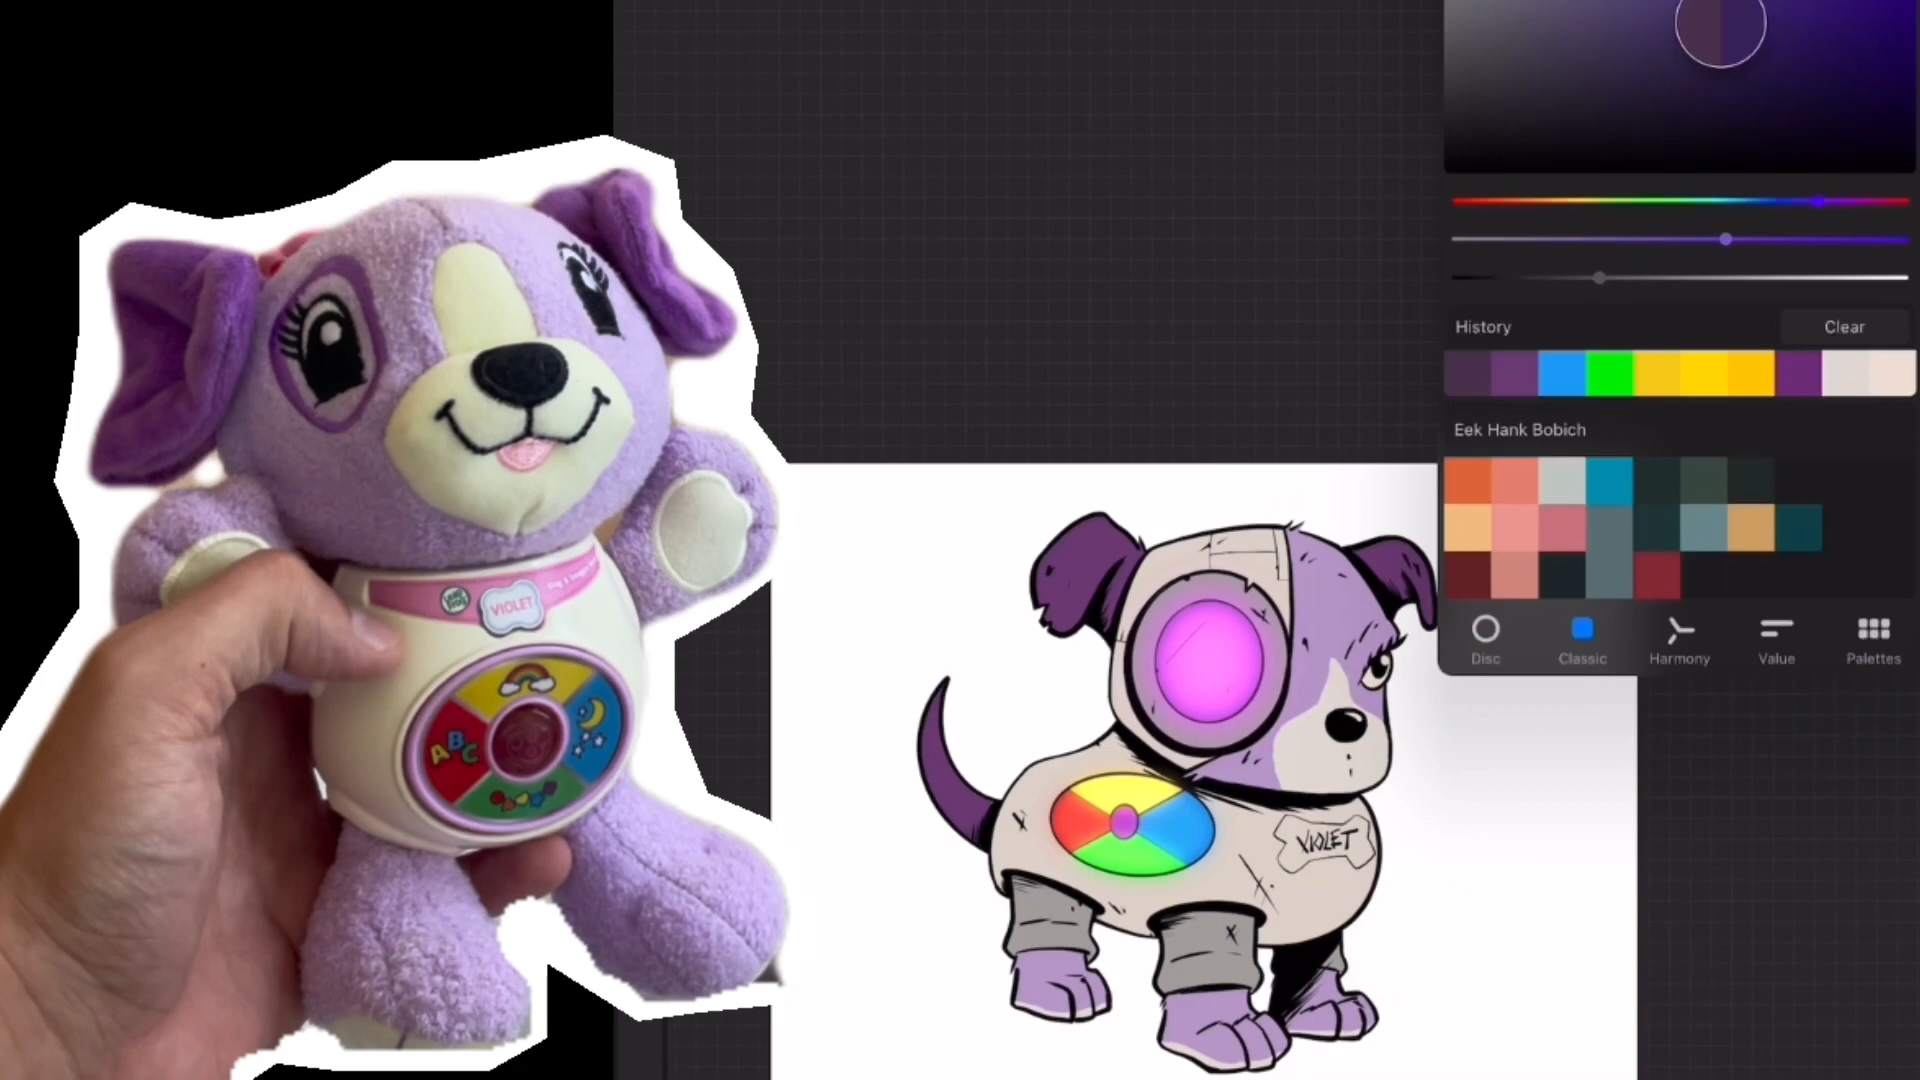 History
Clear
Eek Hank Bobich
Disc
Classic
Harmony
Value
Palettes
VIOLET
A B C
VIOLET